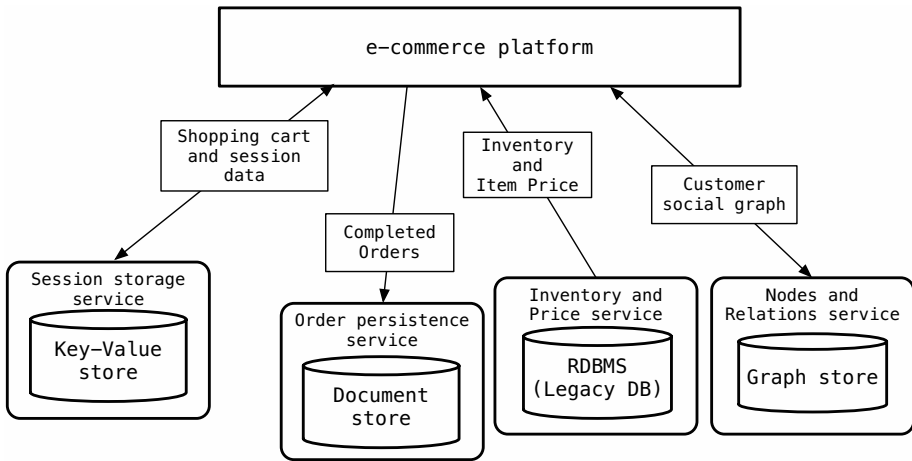 e-commerce platform
Shopping cart
and session
data
Inventory
and
Item Price
Customer
social graph
Completed
Orders
Session storage
service
Key-Value
store
Order persistence
service
Document
store
Inventory and
Price service
RDBMS
(Legacy DB)
Nodes and
Relations service
Graph store